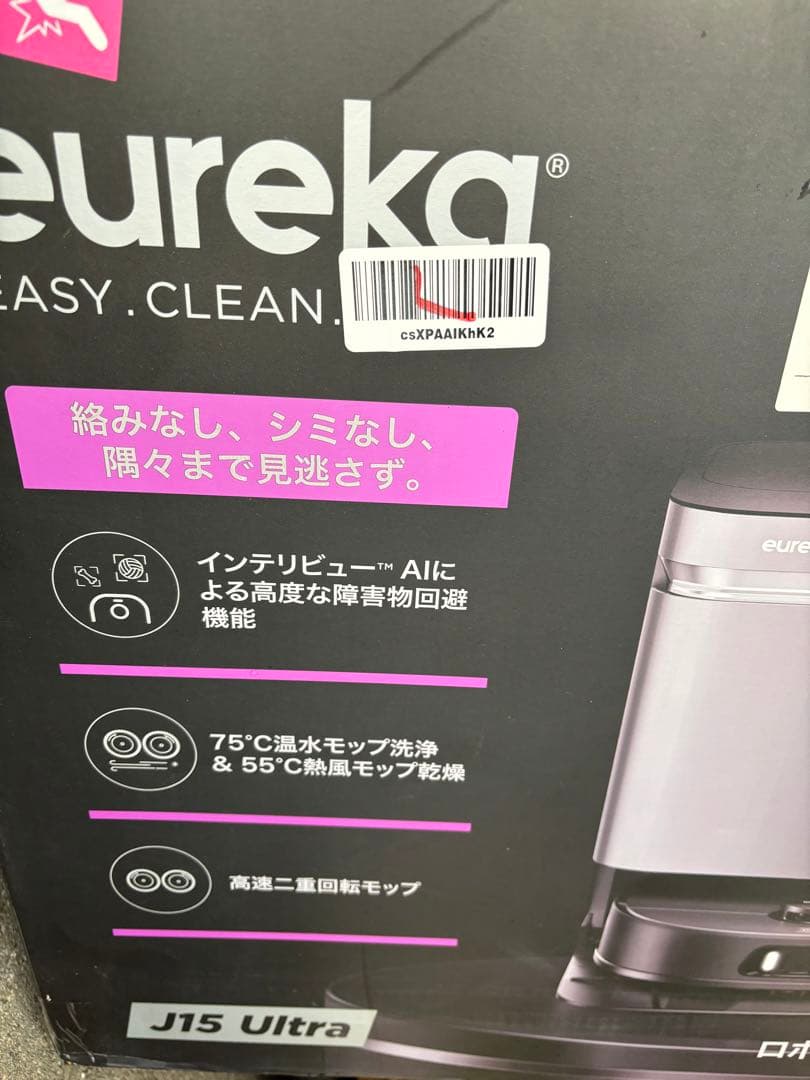 eureka®
EASY. CLEAN.
csXPAAIKhK2
絡みなし、シミなし、
隅々まで見逃さず。
インテリビュー™ AIに
よる高度な障害物回避
機能
75°C温水モップ洗浄
& 55°C熱風モップ乾燥
高速二重回転モップ
J15 Ultra
eure
ロボ